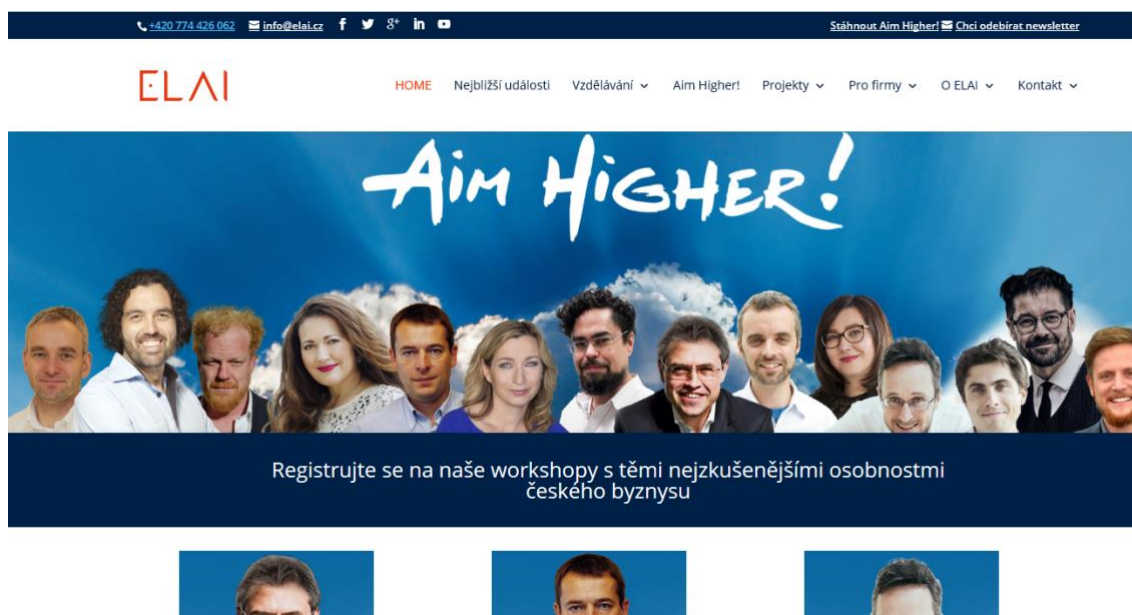 +420 774 426 062 info@elai.cz Stáhnout Aim Higher! Chci odebírat newsletter
ELAI
HOME Nejbližší události Vzdělávání Aim Higher! Projekty Pro firmy O ELAI Kontakt
AIM HIGHER!
Registrujte se na naše workshopy s těmi nejzkušenějšími osobnostmi
českého byznysu